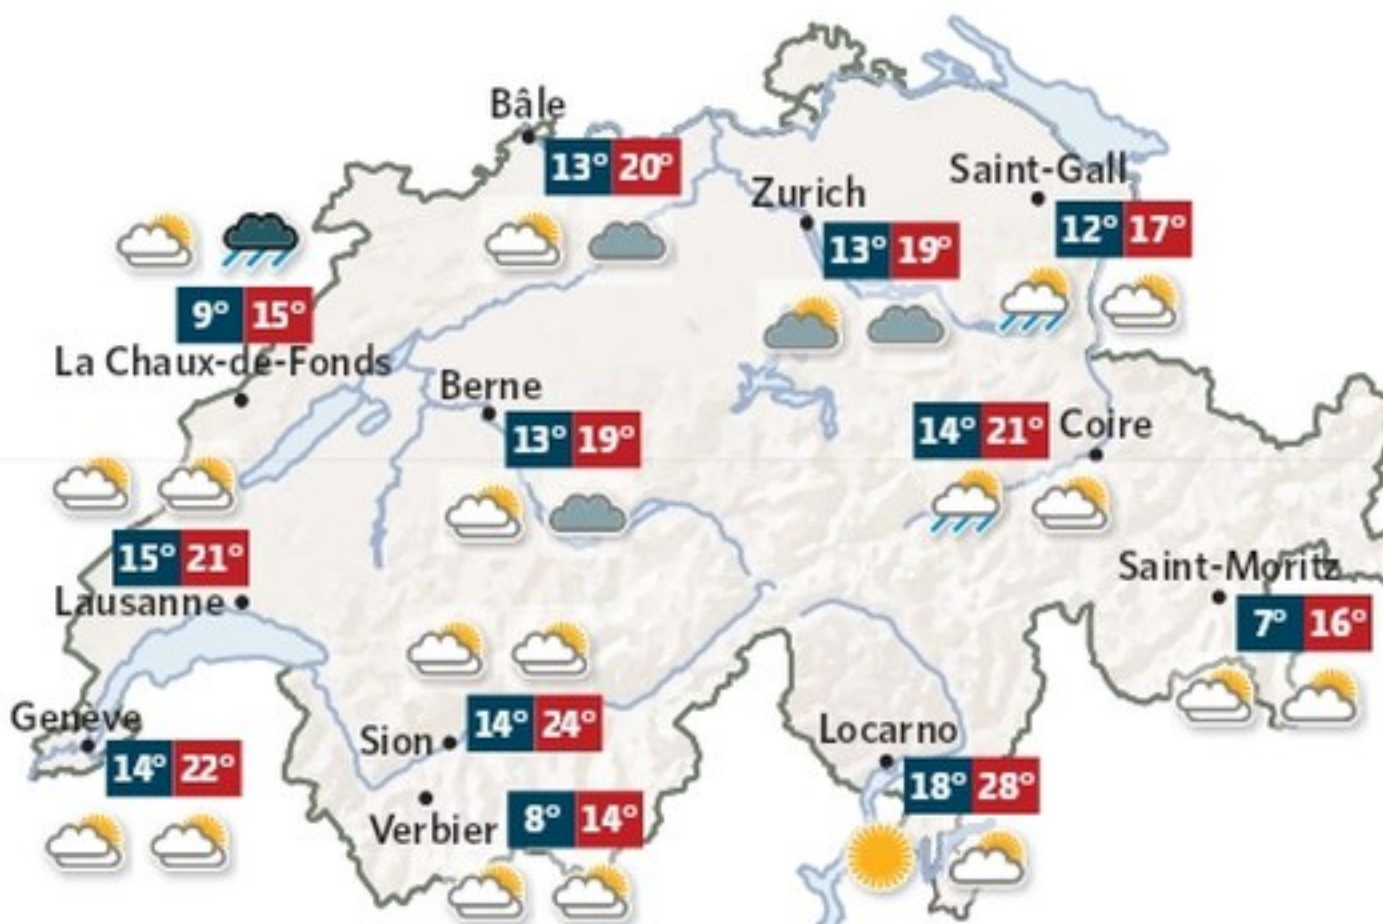 Bâle
13° 20°
Saint-Gall
12° 17°
Zurich
13° 19°
9° 15°
La Chaux-de-Fonds
Berne
13° 19°
14° 21° Coire
15° 21°
Lausanne
Saint-Moritz
7° 16°
Genève
14° 22°
Sion 14° 24°
Verbier 8° 14°
Locarno
18° 28°